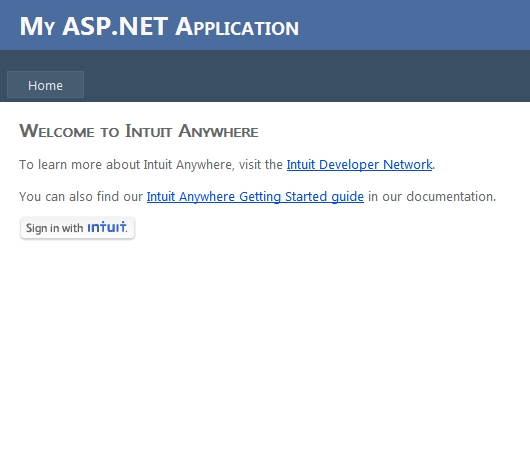 My ASP.NET Application
Home
Welcome to Intuit Anywhere
To learn more about Intuit Anywhere, visit the Intuit Developer Network.
You can also find our Intuit Anywhere Getting Started guide in our documentation.
Sign in with intuit.